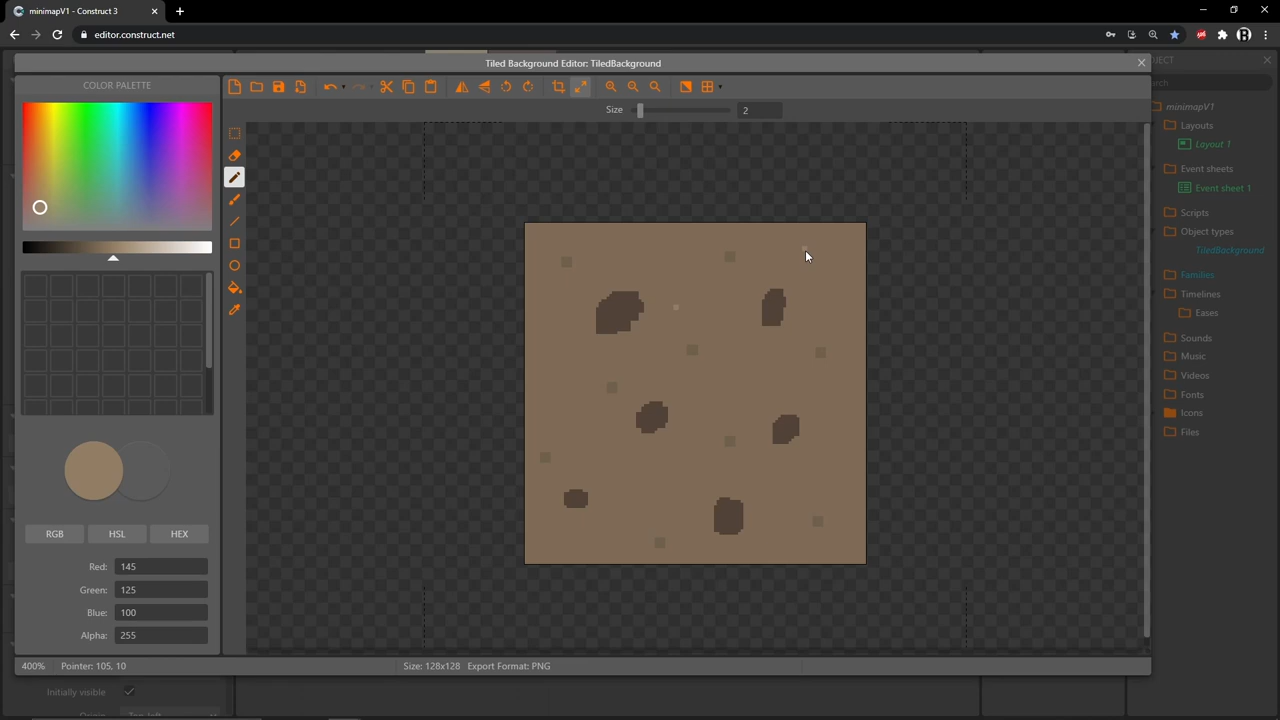 minimapV1 - Construct 3
editor.construct.net
Tiled Background Editor: TiledBackground
COLOR PALETTE
Size
2
minimapV1
Layouts
Layout 1
Event sheets
Event sheet 1
Scripts
Object types
TiledBackground
Families
Timelines
Eases
Sounds
Music
Videos
Fonts
Icons
Files
RGB
HSL
HEX
Red: 145
Green: 125
Blue: 100
Alpha: 255
400%
Pointer: 105, 10
Size: 128x128
Export Format: PNG
Initially visible